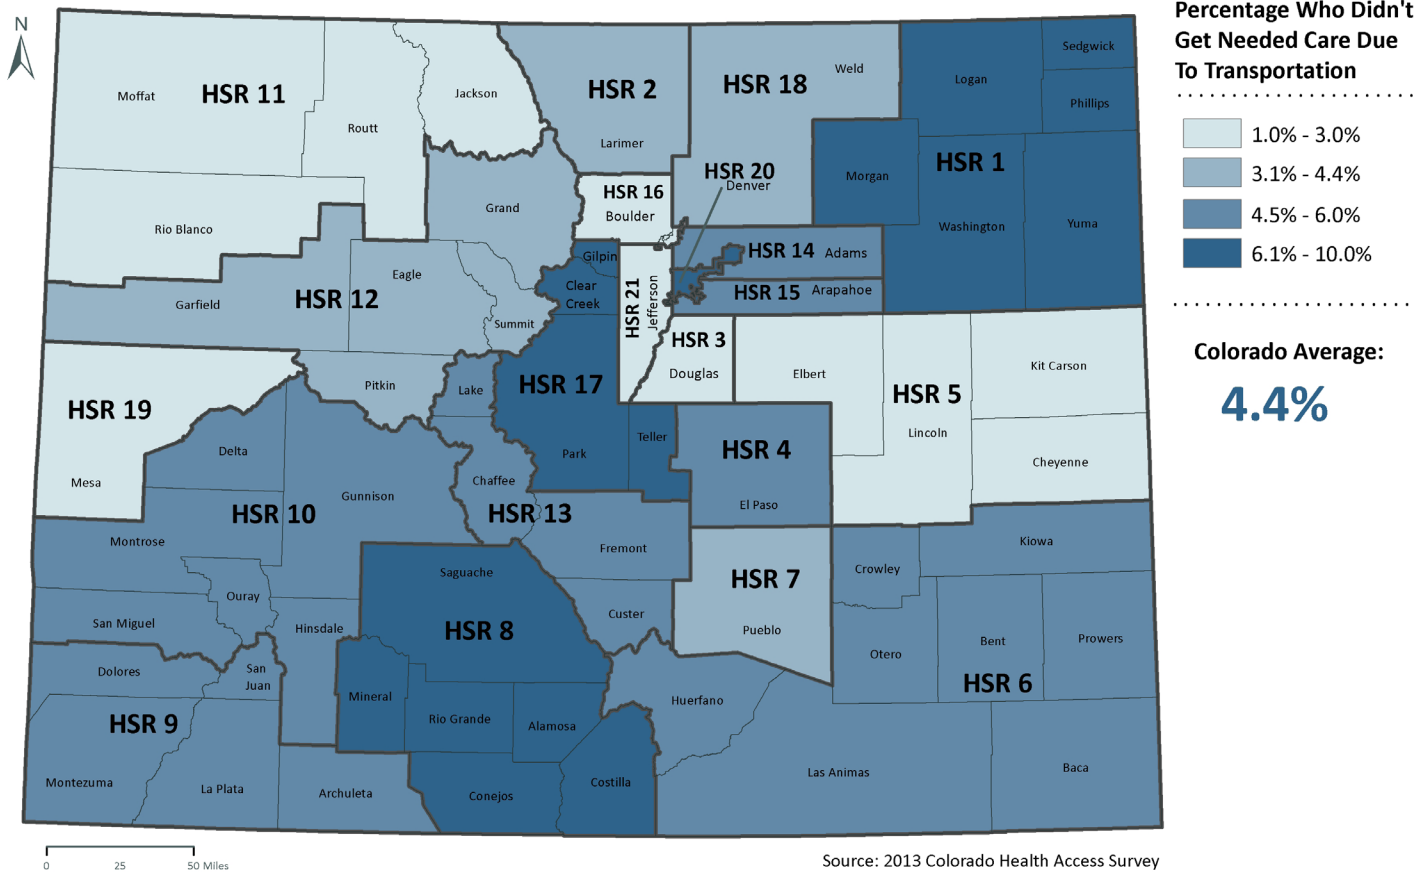 N
Percentage Who Didn't
Get Needed Care Due
To Transportation
1.0% - 3.0%
3.1% - 4.4%
4.5% - 6.0%
6.1% - 10.0%
Colorado Average:
4.4%
Moffat
HSR 11
Routt
Jackson
Rio Blanco
HSR 2
Larimer
HSR 18
Weld
Logan
Sedgwick
Phillips
HSR 1
Morgan
Washington
Yuma
HSR 20
Denver
HSR 16
Boulder
Grand
Gilpin
Clear
Creek
HSR 21
Jefferson
HSR 14
Adams
HSR 15
Arapahoe
Eagle
HSR 12
Garfield
Summit
Pitkin
Lake
HSR 17
Park
Teller
HSR 3
Douglas
Elbert
HSR 5
Lincoln
Kit Carson
Cheyenne
HSR 19
Mesa
Delta
Gunnison
HSR 10
Montrose
Ouray
San Miguel
Hinsdale
Chaffee
HSR 13
Fremont
Custer
HSR 4
El Paso
HSR 7
Pueblo
Crowley
Kiowa
Otero
Bent
Prowers
HSR 6
Huerfano
Las Animas
Baca
Saguache
HSR 8
Mineral
Rio Grande
Alamosa
Conejos
Costilla
Dolores
San
Juan
HSR 9
Montezuma
La Plata
Archuleta
0 25 50 Miles
Source: 2013 Colorado Health Access Survey